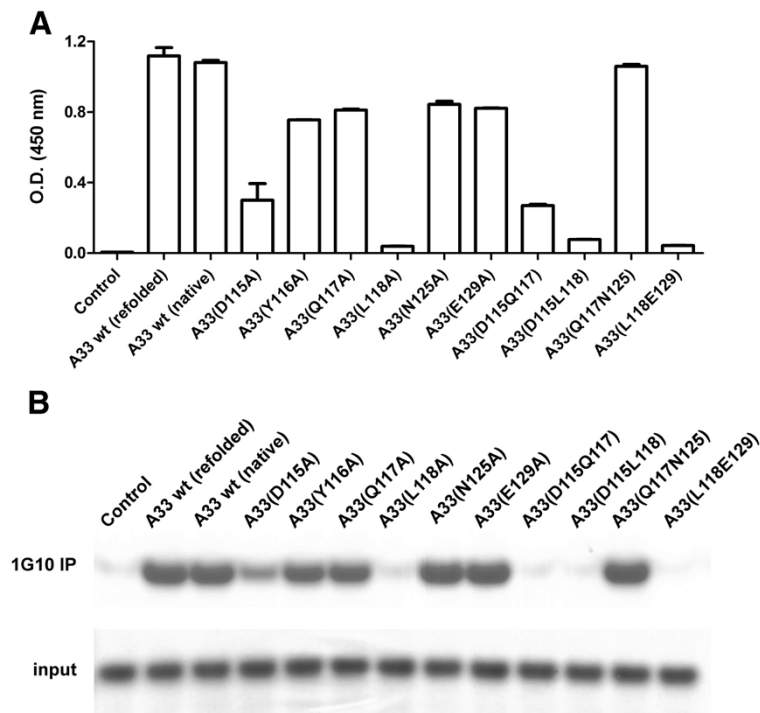 A
O.D. (450 nm)
1.2
0.8
0.4
0.0
Control
A33 wt (refolded)
A33 wt (native)
A33(D115A)
A33(Y116A)
A33(Q117A)
A33(L118A)
A33(N125A)
A33(E129A)
A33(D115Q117)
A33(D115L118)
A33(Q117N125)
A33(L118E129)
B
Control
A33 wt (refolded)
A33 wt (native)
A33(D115A)
A33(Y116A)
A33(Q117A)
A33(L118A)
A33(N125A)
A33(E129A)
A33(D115Q117)
A33(D115L118)
A33(Q117N125)
A33(L118E129)
1G10 IP
input